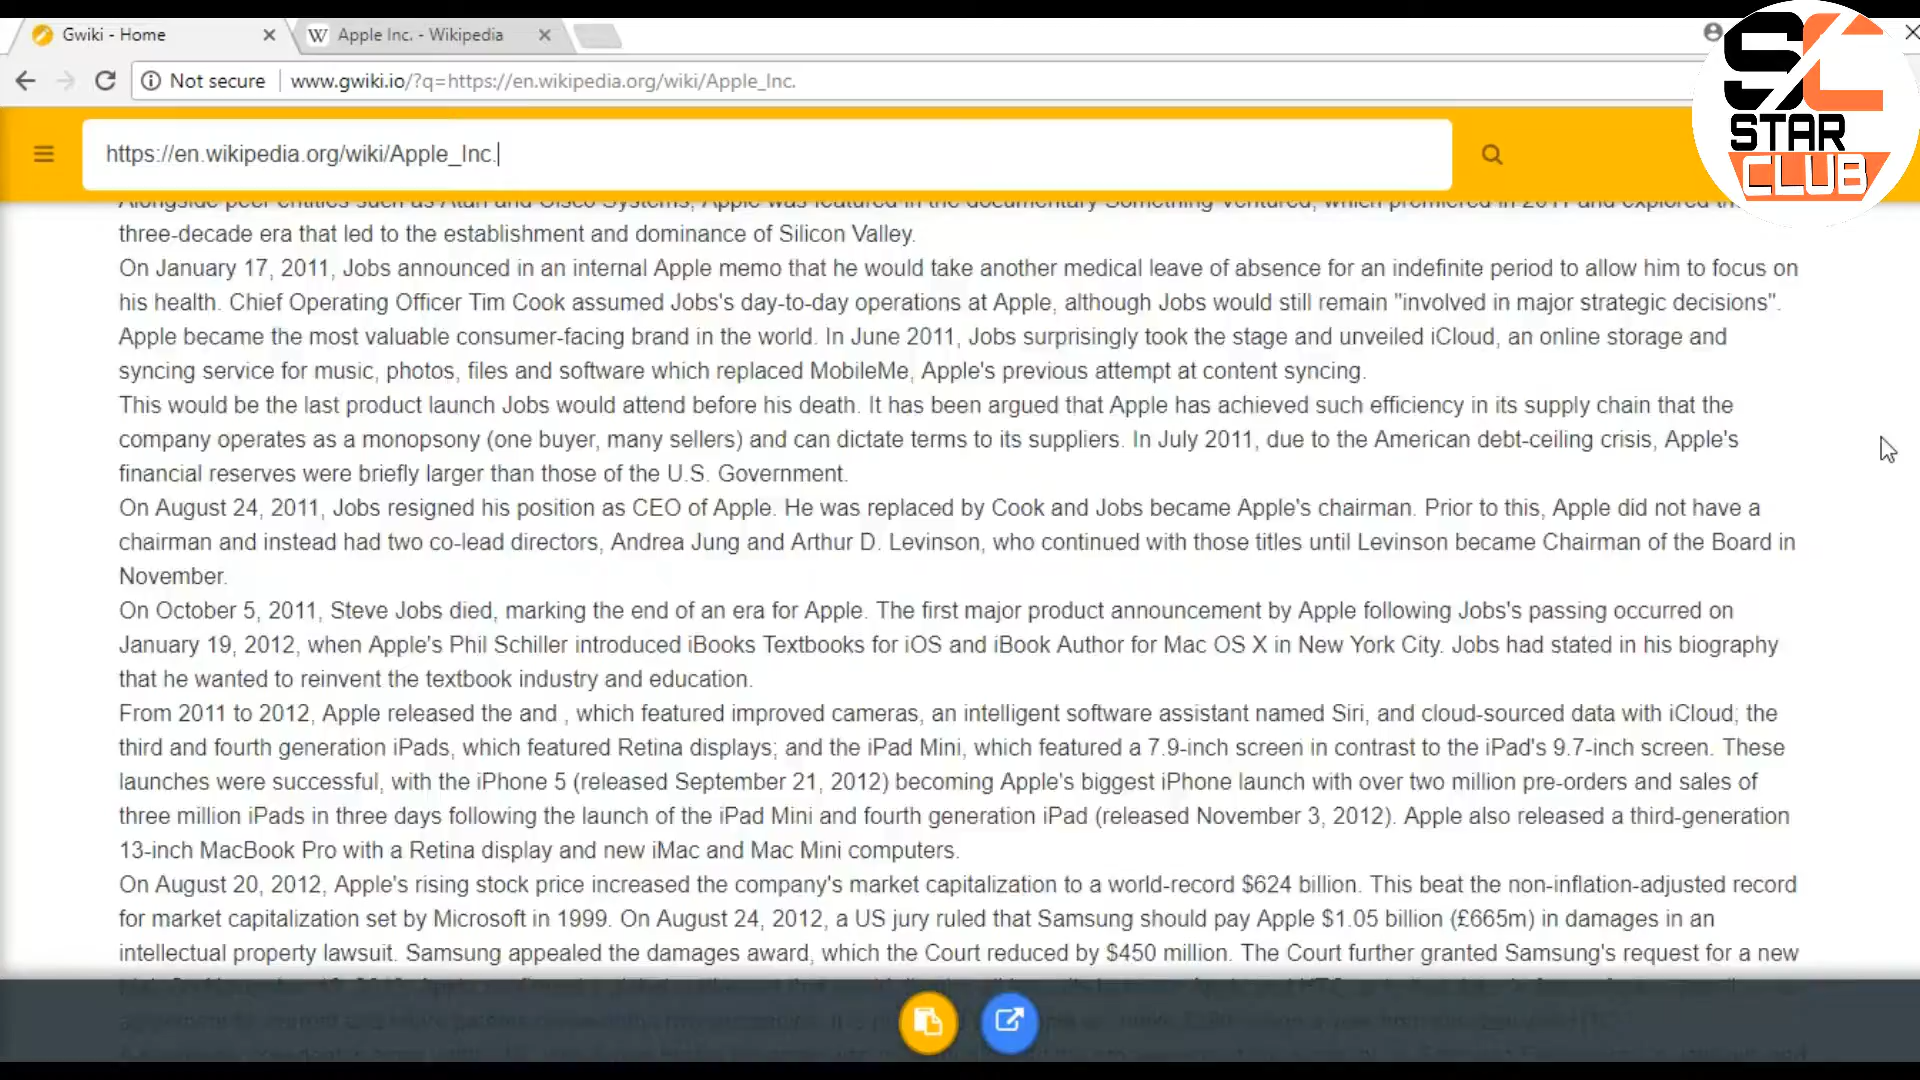 Gwiki - Home
Apple Inc. - Wikipedia
Not secure
www.gwiki.io/?q=https://en.wikipedia.org/wiki/Apple_Inc.
https://en.wikipedia.org/wiki/Apple_Inc.
SC
STAR
CLUB
Alongside peer entities such as Atari and Cisco Systems, Apple was featured in the documentary Something Ventured, which premiered in 2011 and explored
three-decade era that led to the establishment and dominance of Silicon Valley.
On January 17, 2011, Jobs announced in an internal Apple memo that he would take another medical leave of absence for an indefinite period to allow him to focus on
his health. Chief Operating Officer Tim Cook assumed Jobs's day-to-day operations at Apple, although Jobs would still remain "involved in major strategic decisions".
Apple became the most valuable consumer-facing brand in the world. In June 2011, Jobs surprisingly took the stage and unveiled iCloud, an online storage and
syncing service for music, photos, files and software which replaced MobileMe, Apple's previous attempt at content syncing.
This would be the last product launch Jobs would attend before his death. It has been argued that Apple has achieved such efficiency in its supply chain that the
company operates as a monopsony (one buyer, many sellers) and can dictate terms to its suppliers. In July 2011, due to the American debt-ceiling crisis, Apple's
financial reserves were briefly larger than those of the U.S. Government.
On August 24, 2011, Jobs resigned his position as CEO of Apple. He was replaced by Cook and Jobs became Apple's chairman. Prior to this, Apple did not have a
chairman and instead had two co-lead directors, Andrea Jung and Arthur D. Levinson, who continued with those titles until Levinson became Chairman of the Board in
November.
On October 5, 2011, Steve Jobs died, marking the end of an era for Apple. The first major product announcement by Apple following Jobs's passing occurred on
January 19, 2012, when Apple's Phil Schiller introduced iBooks Textbooks for iOS and iBook Author for Mac OS X in New York City. Jobs had stated in his biography
that he wanted to reinvent the textbook industry and education.
From 2011 to 2012, Apple released the and , which featured improved cameras, an intelligent software assistant named Siri, and cloud-sourced data with iCloud; the
third and fourth generation iPads, which featured Retina displays; and the iPad Mini, which featured a 7.9-inch screen in contrast to the iPad's 9.7-inch screen. These
launches were successful, with the iPhone 5 (released September 21, 2012) becoming Apple's biggest iPhone launch with over two million pre-orders and sales of
three million iPads in three days following the launch of the iPad Mini and fourth generation iPad (released November 3, 2012). Apple also released a third-generation
13-inch MacBook Pro with a Retina display and new iMac and Mac Mini computers.
On August 20, 2012, Apple's rising stock price increased the company's market capitalization to a world-record $624 billion. This beat the non-inflation-adjusted record
for market capitalization set by Microsoft in 1999. On August 24, 2012, a US jury ruled that Samsung should pay Apple $1.05 billion (£665m) in damages in an
intellectual property lawsuit. Samsung appealed the damages award, which the Court reduced by $450 million. The Court further granted Samsung's request for a new